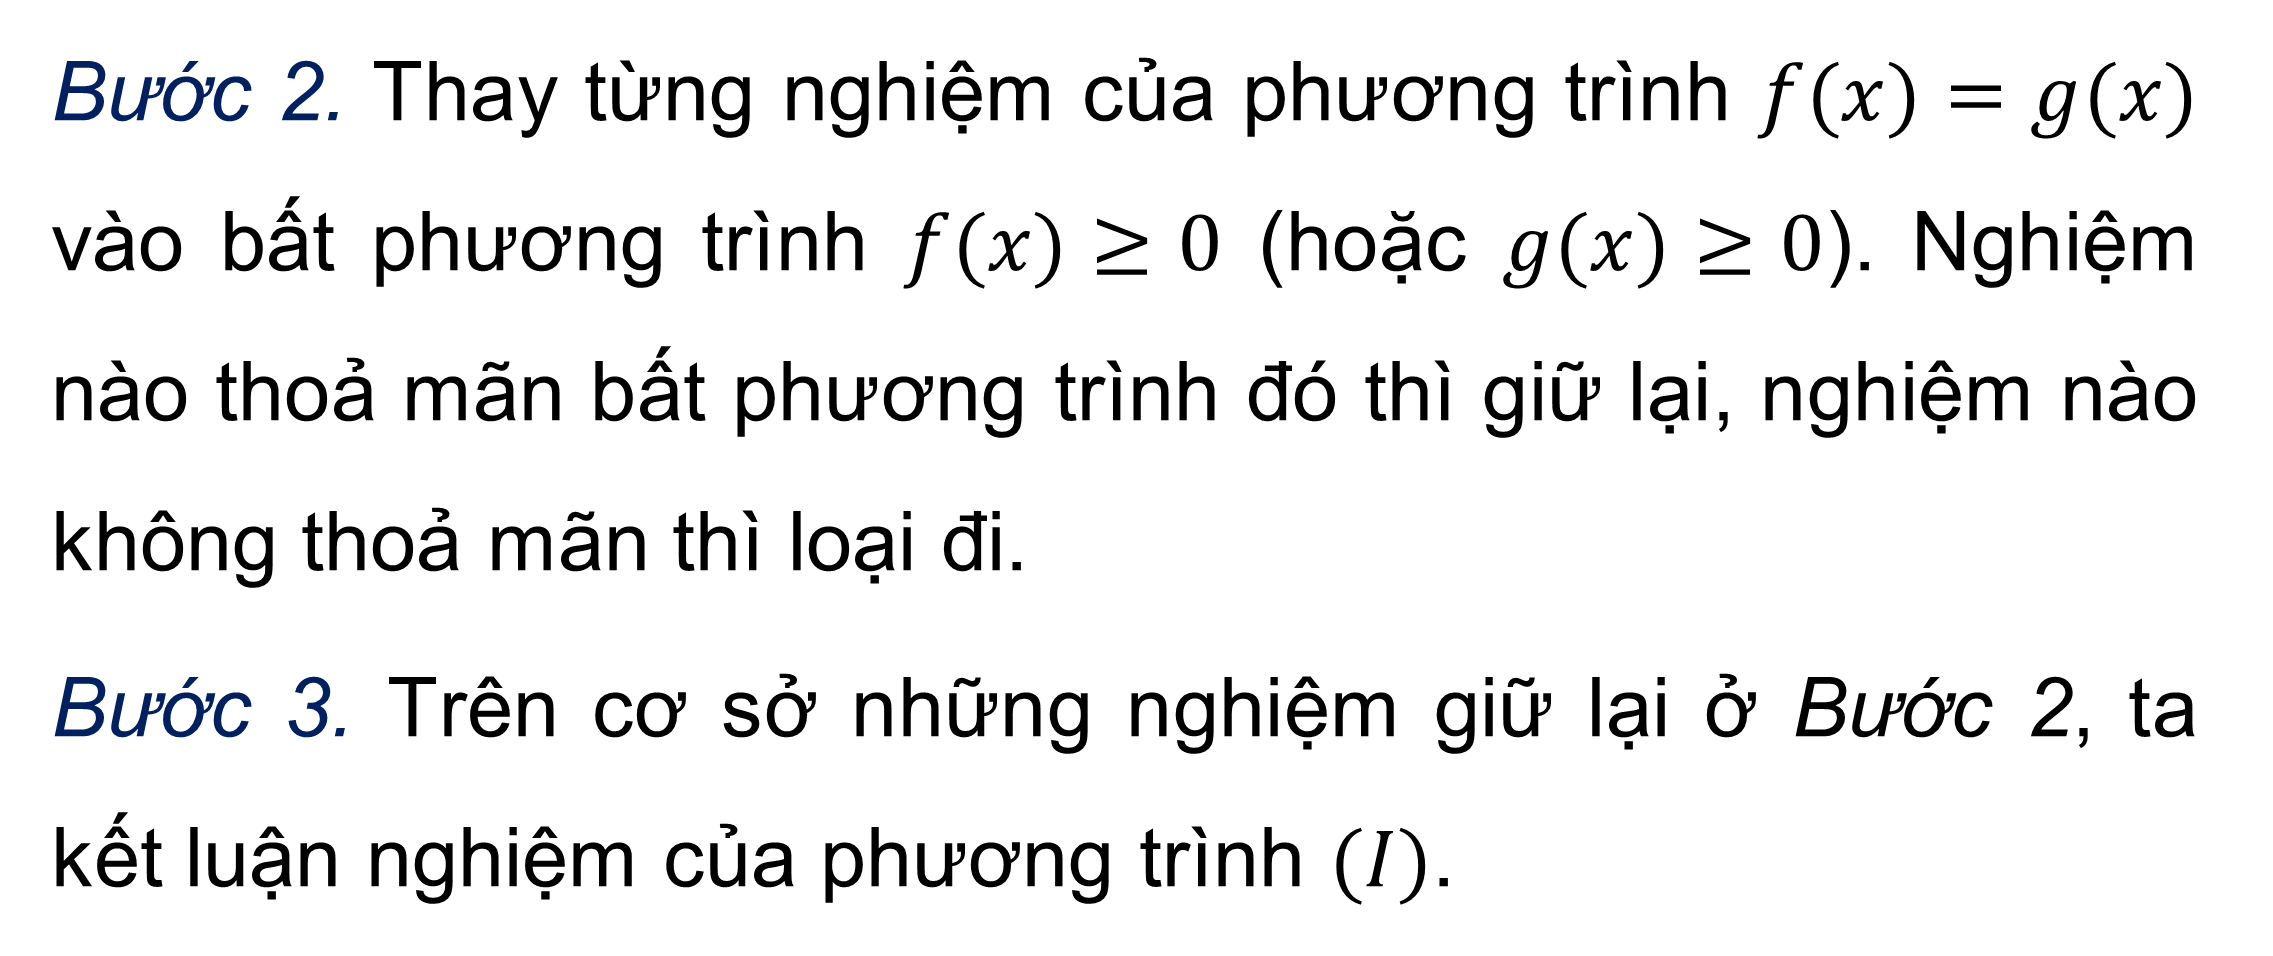 Bước 2. Thay từng nghiệm của phương trình f(x) = g(x)
vào bất phương trình f(x) ≥ 0 (hoặc g(x) ≥ 0). Nghiệm
nào thoả mãn bất phương trình đó thì giữ lại, nghiệm nào
không thoả mãn thì loại đi.
Bước 3. Trên cơ sở những nghiệm giữ lại ở Bước 2, ta
kết luận nghiệm của phương trình (I).